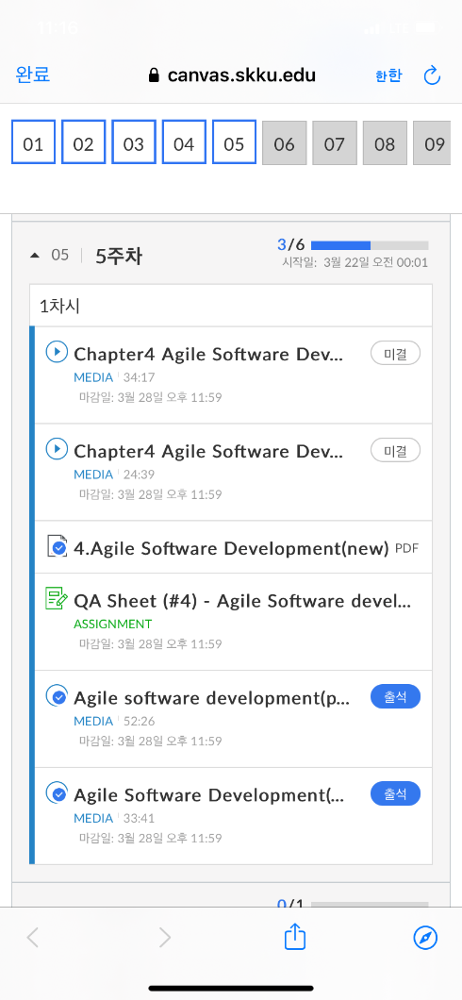 11:16
완료
canvas.skku.edu
한한
01 02 03 04 05 06 07 08 09
05 5주차
3/6
시작일: 3월 22일 오전 00:01
1차시
Chapter4 Agile Software Dev...
미결
MEDIA 34:17
마감일: 3월 28일 오후 11:59
Chapter4 Agile Software Dev...
미결
MEDIA 24:39
마감일: 3월 28일 오후 11:59
4.Agile Software Development(new) PDF
QA Sheet (#4) - Agile Software devel...
ASSIGNMENT
마감일: 3월 28일 오후 11:59
Agile software development(p...
출석
MEDIA 52:26
마감일: 3월 28일 오후 11:59
Agile Software Development(...
출석
MEDIA 33:41
마감일: 3월 28일 오후 11:59
0/1